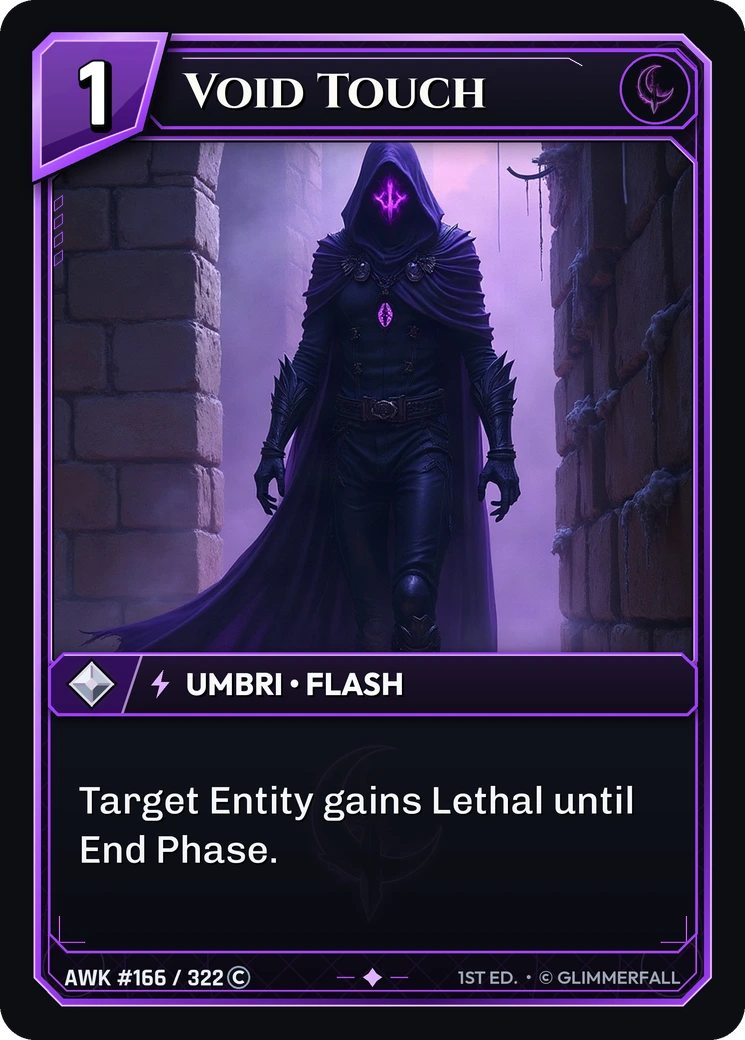 1
VOID TOUCH
UMBRI • FLASH
Target Entity gains Lethal until
End Phase.
AWK #166 / 322 Ⓒ
1ST ED. • © GLIMMERFALL